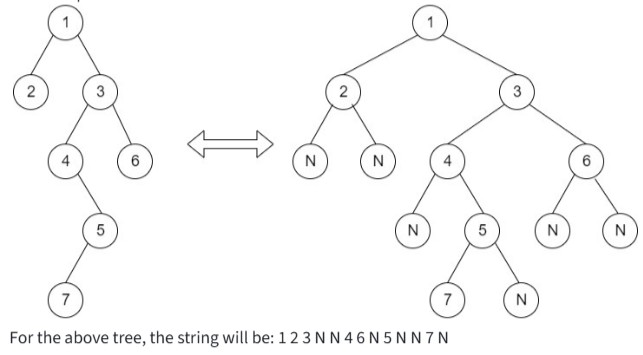 1 1
2 3 2 3
4 6 N N 4 6
5 N 5 N N
7 7 N
For the above tree, the string will be: 1 2 3 N N 4 6 N 5 N N 7 N